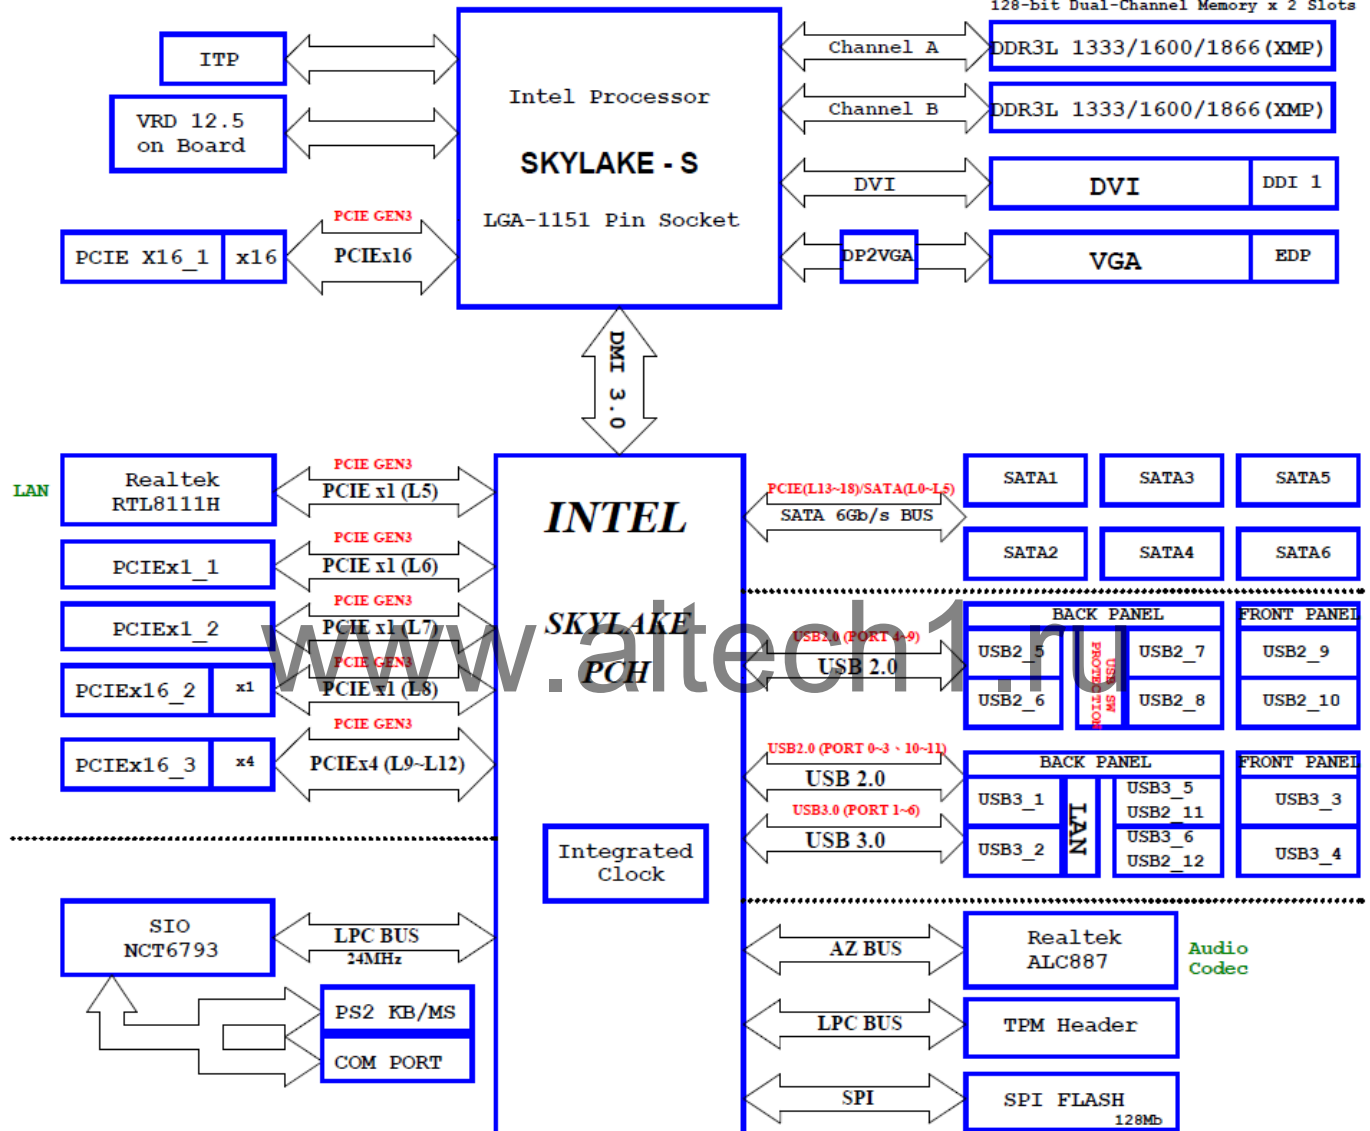 128-bit Dual-Channel Memory x 2 Slots
ITP
VRD 12.5
on Board
PCIE X16_1
x16
PCIE GEN3
PCIEx16
Intel Processor
SKYLAKE - S
LGA-1151 Pin Socket
Channel A
DDR3L 1333/1600/1866(XMP)
Channel B
DDR3L 1333/1600/1866(XMP)
DVI
DVI
DDI 1
DP2VGA
VGA
EDP
DMI 3.0
LAN
Realtek
RTL8111H
PCIE GEN3
PCIE x1 (L5)
PCIEx1_1
PCIE GEN3
PCIE x1 (L6)
PCIEx1_2
PCIE GEN3
PCIE x1 (L7)
PCIEx16_2
x1
PCIE GEN3
PCIE x1 (L8)
PCIEx16_3
x4
PCIE GEN3
PCIEx4 (L9~L12)
INTEL
SKYLAKE
PCH
Integrated
Clock
PCIE(L13~18)/SATA(L0~L5)
SATA 6Gb/s BUS
SATA1
SATA3
SATA5
SATA2
SATA4
SATA6
www.aitech1.ru
USB2.0 (PORT 4~9)
USB 2.0
BACK PANEL
FRONT PANEL
USB2_5
USB SW
PROTECTION
USB2_7
USB2_9
USB2_6
USB2_8
USB2_10
USB2.0 (PORT 0~3、10~11)
USB 2.0
USB3.0 (PORT 1~6)
USB 3.0
BACK PANEL
FRONT PANEL
USB3_1
LAN
USB3_5
USB2_11
USB3_3
USB3_2
USB3_6
USB2_12
USB3_4
SIO
NCT6793
LPC BUS
24MHz
PS2 KB/MS
COM PORT
AZ BUS
Realtek
ALC887
Audio
Codec
LPC BUS
TPM Header
SPI
SPI FLASH
128Mb